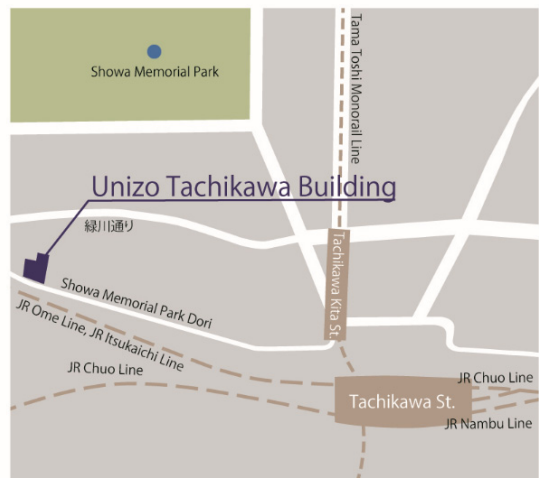 Showa Memorial Park
Tama Toshi Monorail Line
Unizo Tachikawa Building
緑川通り
Tachikawa Kita St.
Showa Memorial Park Dori
JR Ome Line, JR Itsukaichi Line
JR Chuo Line
JR Chuo Line
Tachikawa St.
JR Nambu Line